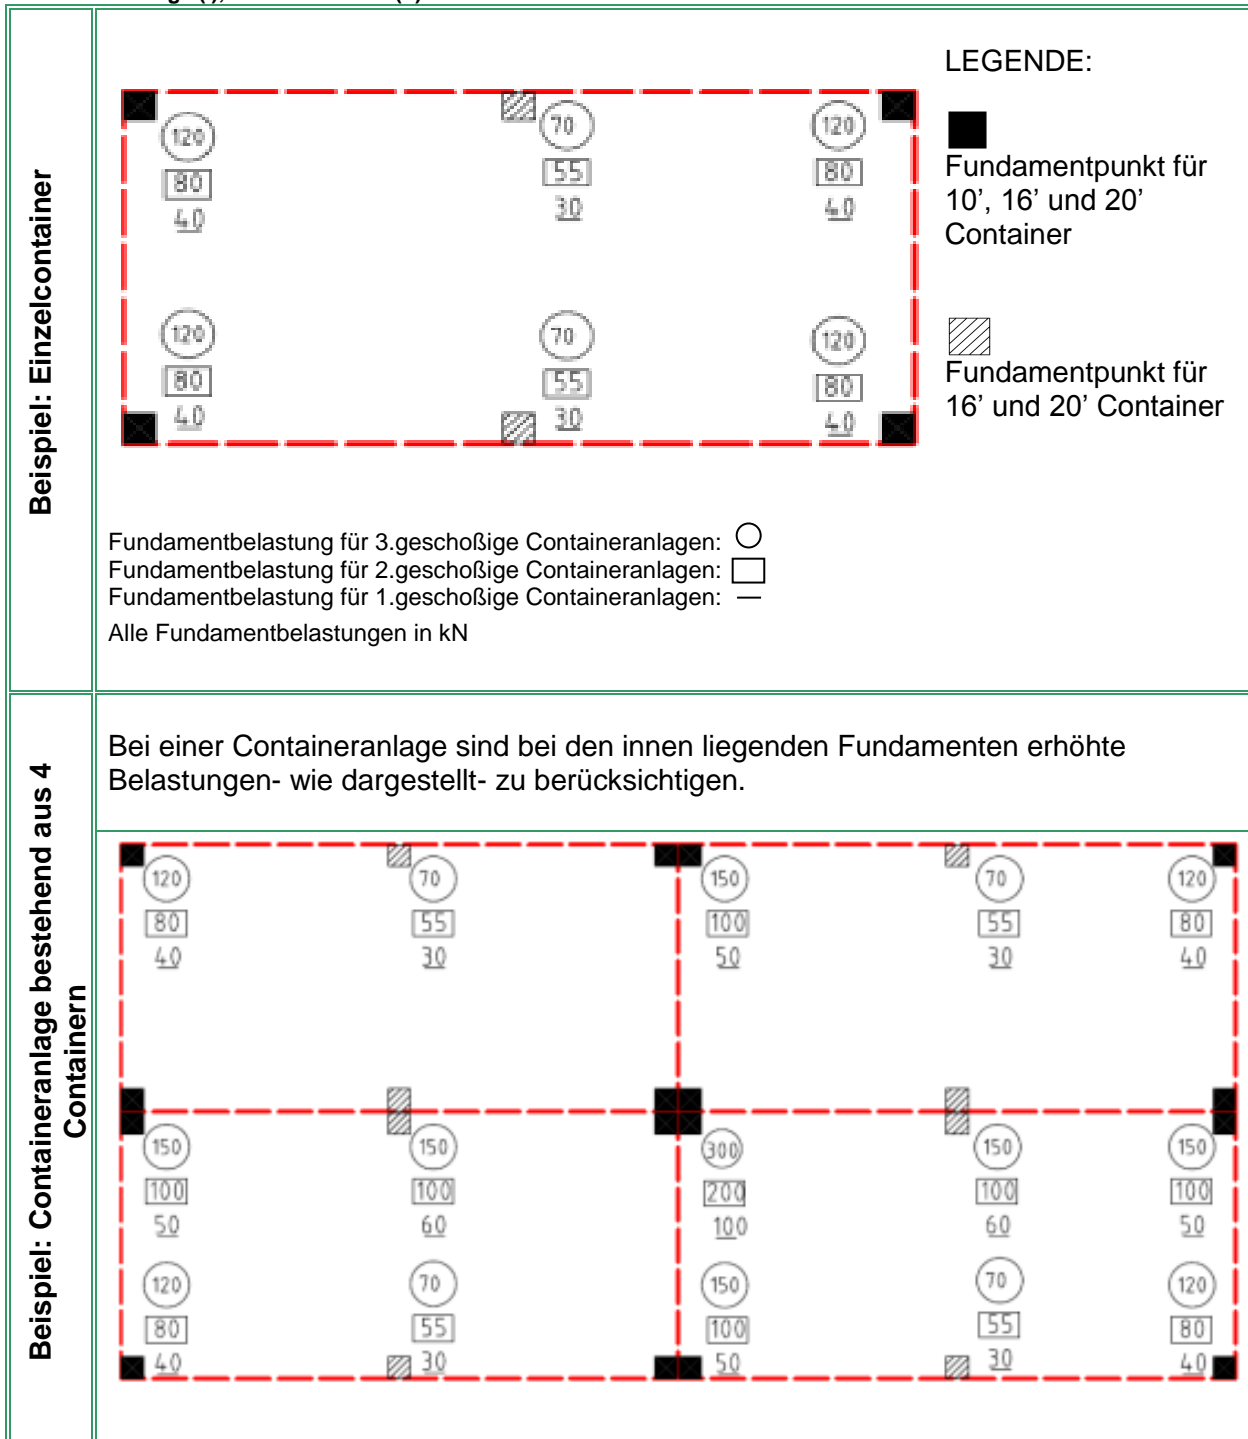 Beispiel: Einzelcontainer
120 70 120
80 55 80
40 30 40
120 70 120
80 55 80
40 30 40
LEGENDE:
Fundamentpunkt für
10’, 16’ und 20’
Container
Fundamentpunkt für
16’ und 20’ Container
Fundamentbelastung für 3.geschoßige Containeranlagen:
Fundamentbelastung für 2.geschoßige Containeranlagen:
Fundamentbelastung für 1.geschoßige Containeranlagen:
Alle Fundamentbelastungen in kN
Beispiel: Containeranlage bestehend aus 4
Containern
Bei einer Containeranlage sind bei den innen liegenden Fundamenten erhöhte
Belastungen- wie dargestellt- zu berücksichtigen.
120 70 150 70 120
80 55 100 55 80
40 30 50 30 40
150 150 300 150 150
100 100 200 100 100
50 60 100 60 50
120 70 150 70 120
80 55 100 55 80
40 30 50 30 40